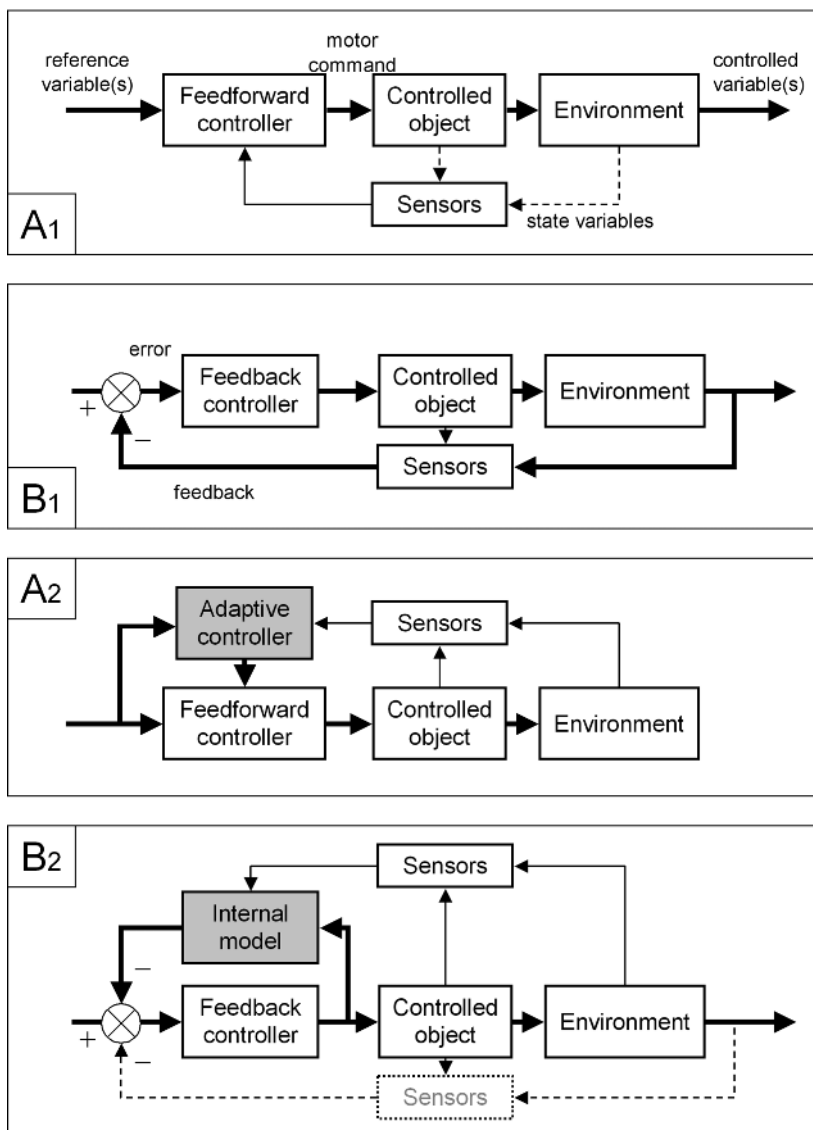 reference
variable(s)
motor
command
controlled
variable(s)
Feedforward
controller
Controlled
object
Environment
Sensors
state variables
A1
error
+
−
Feedback
controller
Controlled
object
Environment
Sensors
feedback
B1
A2
Adaptive
controller
Sensors
Feedforward
controller
Controlled
object
Environment
B2
Sensors
Internal
model
−
+
−
Feedback
controller
Controlled
object
Environment
Sensors